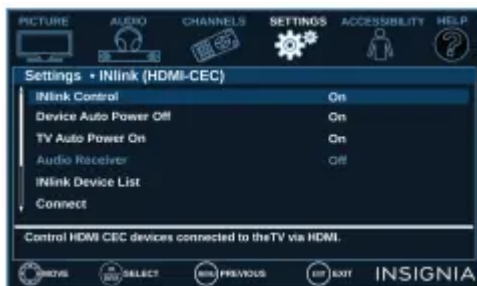 PICTURE AUDIO CHANNELS SETTINGS ACCESSIBILITY HELP
Settings • INlink (HDMI-CEC)
INlink Control On
Device Auto Power Off On
TV Auto Power On On
Audio Receiver Off
INlink Device List
Connect
Control HDMI CEC devices connected to theTV via HDMI.
MOVE SELECT MENU PREVIOUS EXIT EXIT INSIGNIA